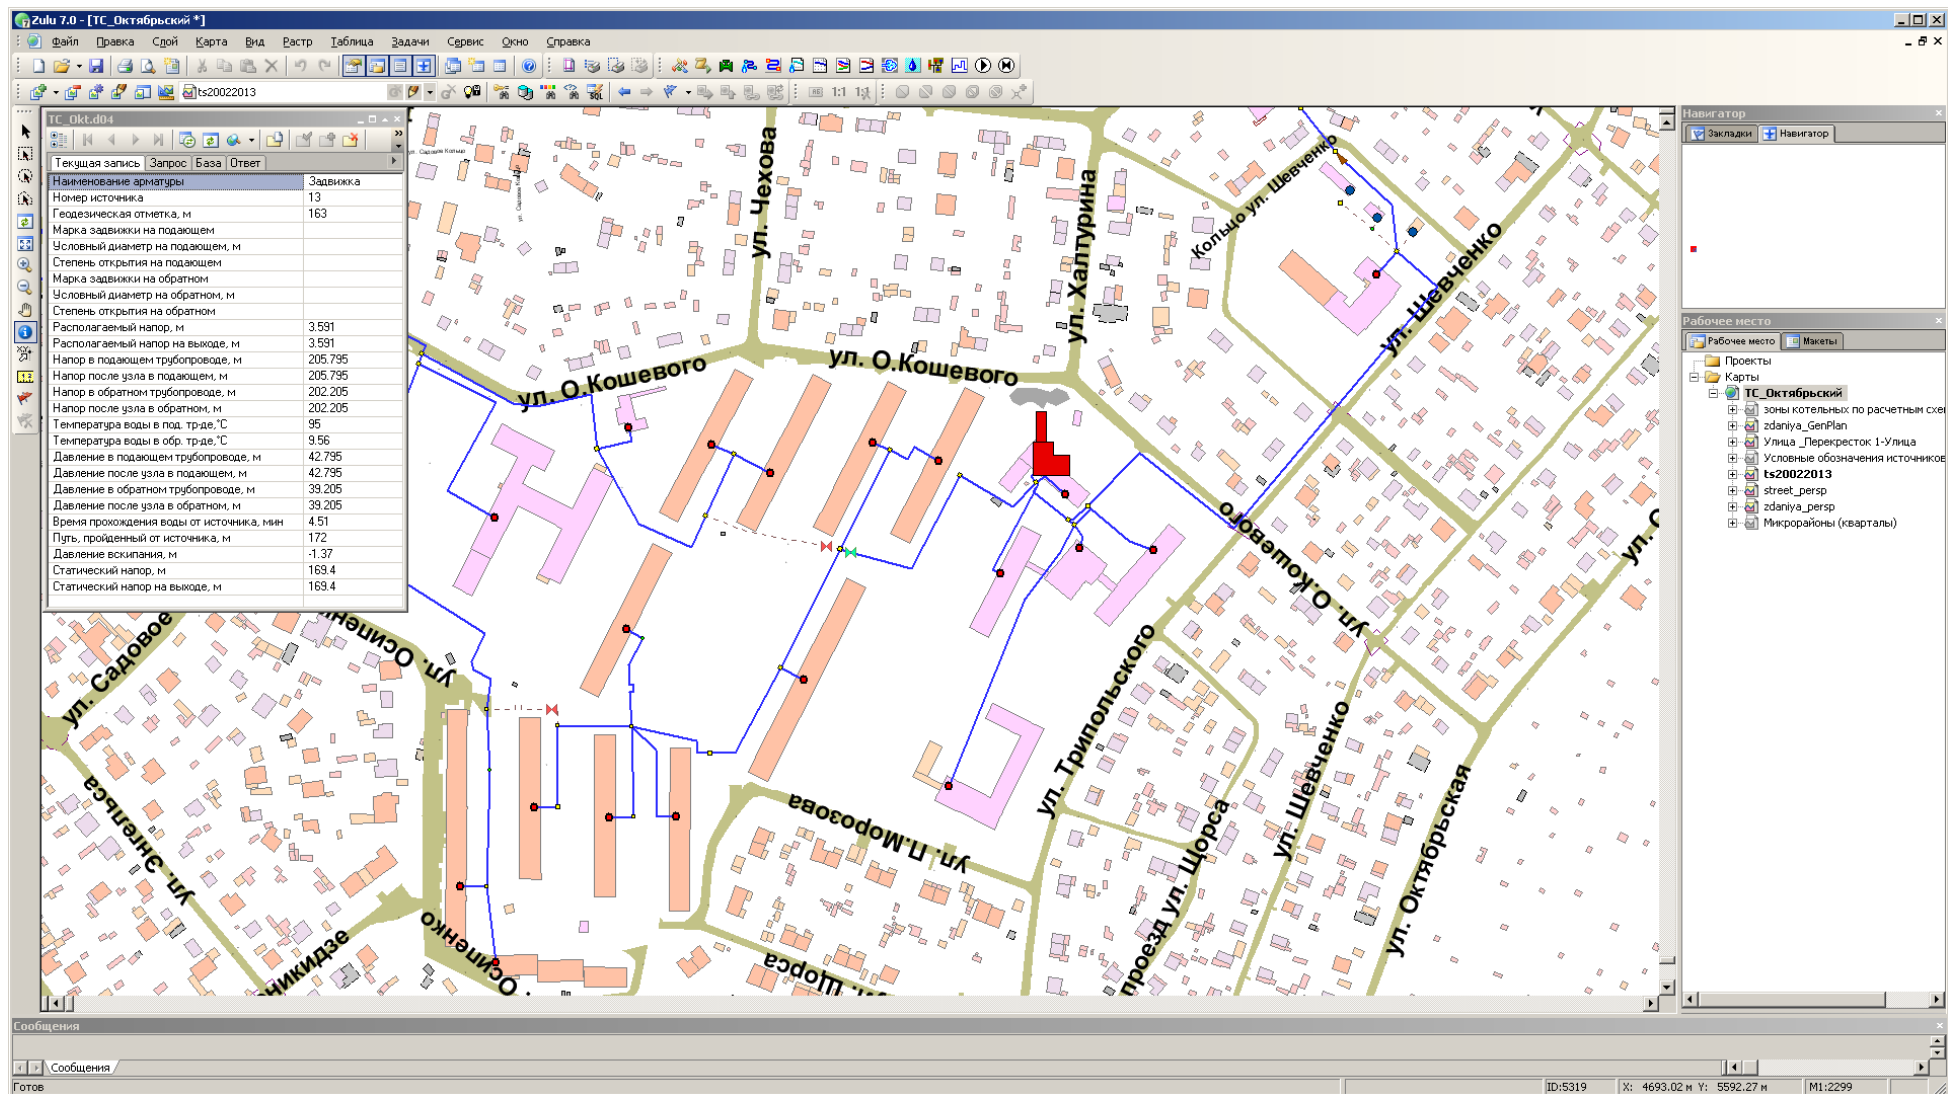 Zulu 7.0 - [ТС_Октябрьский *]
Файл Правка Слой Карта Вид Растр Таблица Задачи Сервис Окно Справка
ts20022013
1:1
TC_Okt.d04
Текущая запись Запрос База Ответ
Наименование арматуры Задвижка
Номер источника 13
Геодезическая отметка, м 163
Марка задвижки на подающем
Условный диаметр на подающем, м
Степень открытия на подающем
Марка задвижки на обратном
Условный диаметр на обратном, м
Степень открытия на обратном
Располагаемый напор, м 3.591
Располагаемый напор на выходе, м 3.591
Напор в подающем трубопроводе, м 205.795
Напор после узла в подающем, м 205.795
Напор в обратном трубопроводе, м 202.205
Напор после узла в обратном, м 202.205
Температура воды в под. тр-де,°С 95
Температура воды в обр. тр-де,°С 9.56
Давление в подающем трубопроводе, м 42.795
Давление после узла в подающем, м 42.795
Давление в обратном трубопроводе, м 39.205
Давление после узла в обратном, м 39.205
Время прохождения воды от источника, мин 4.51
Путь, пройденный от источника, м 172
Давление вскипания, м -1.37
Статический напор, м 169.4
Статический напор на выходе, м 169.4
ул. Садовое Кольцо
ул. Чехова
ул. Халтурина
Кольцо ул. Шевченко
ул. Шевченко
ул. О.Кошевого
ул. О.Кошевого
ул. О.Кошевого
ул. Садовое
ул. Осипен
ул. Энгельса
никидзе
Осипенко
ул. П.Морозова
ул. Щорса
ул. Трипольского
проезд ул. Щорса
ул. Шевченко
ул. Октябрьская
ул. О
Навигатор
Закладки Навигатор
Рабочее место
Рабочее место Макеты
Проекты
Карты
ТС_Октябрьский
зоны котельных по расчетным схе
zdaniya_GenPlan
Улица _Перекресток 1-Улица
Условные обозначения источников
ts20022013
street_persp
zdaniya_persp
Микрорайоны (кварталы)
Сообщения
Сообщения
Готов ID:5319 X: 4693.02 м Y: 5592.27 м М1:2299